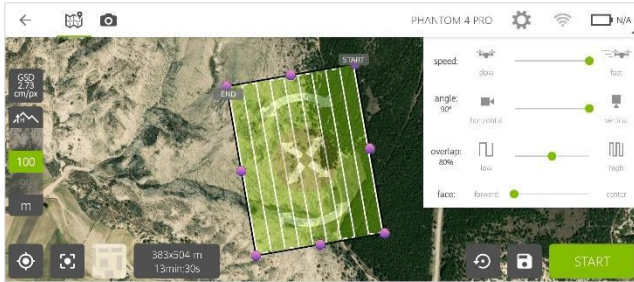 PHANTOM 4 PRO
N/A
GSD
2.73
cm/px
100
m
START
END
383x504 m
13min:30s
speed:
slow
fast
angle:
90°
horizontal
vertical
overlap:
80%
low
high
face:
forward
center
START